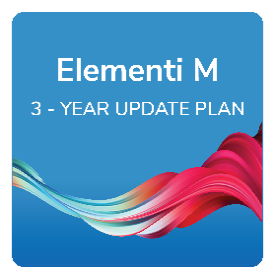 Elementi M
3 - YEAR UPDATE PLAN